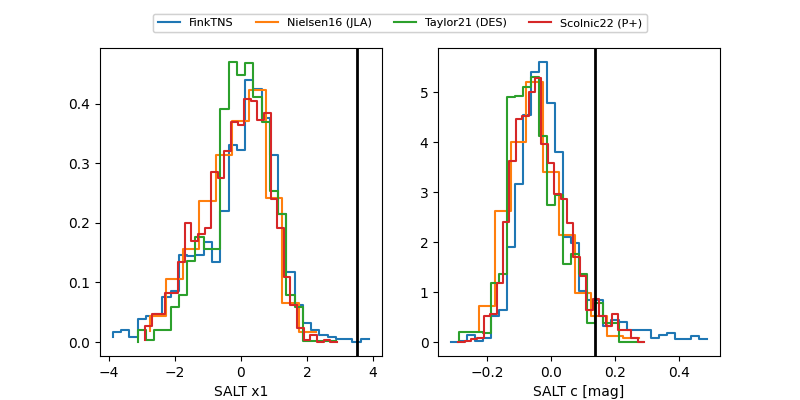 FinkTNS Nielsen16 (JLA) Taylor21 (DES) Scolnic22 (P+)
0.4
0.3
0.2
0.1
0.0
−4 −2 0 2 4
SALT x1
5
4
3
2
1
0
−0.2 0.0 0.2 0.4
SALT c [mag]